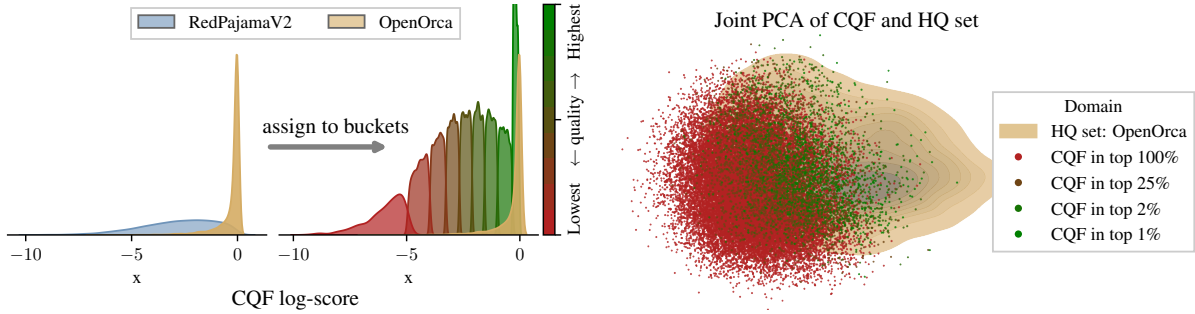 RedPajamaV2
OpenOrca
assign to buckets
−10
−5
0
x
−10
−5
0
x
CQF log-score
Lowest ← quality → Highest
Joint PCA of CQF and HQ set
Domain
HQ set: OpenOrca
CQF in top 100%
CQF in top 25%
CQF in top 2%
CQF in top 1%